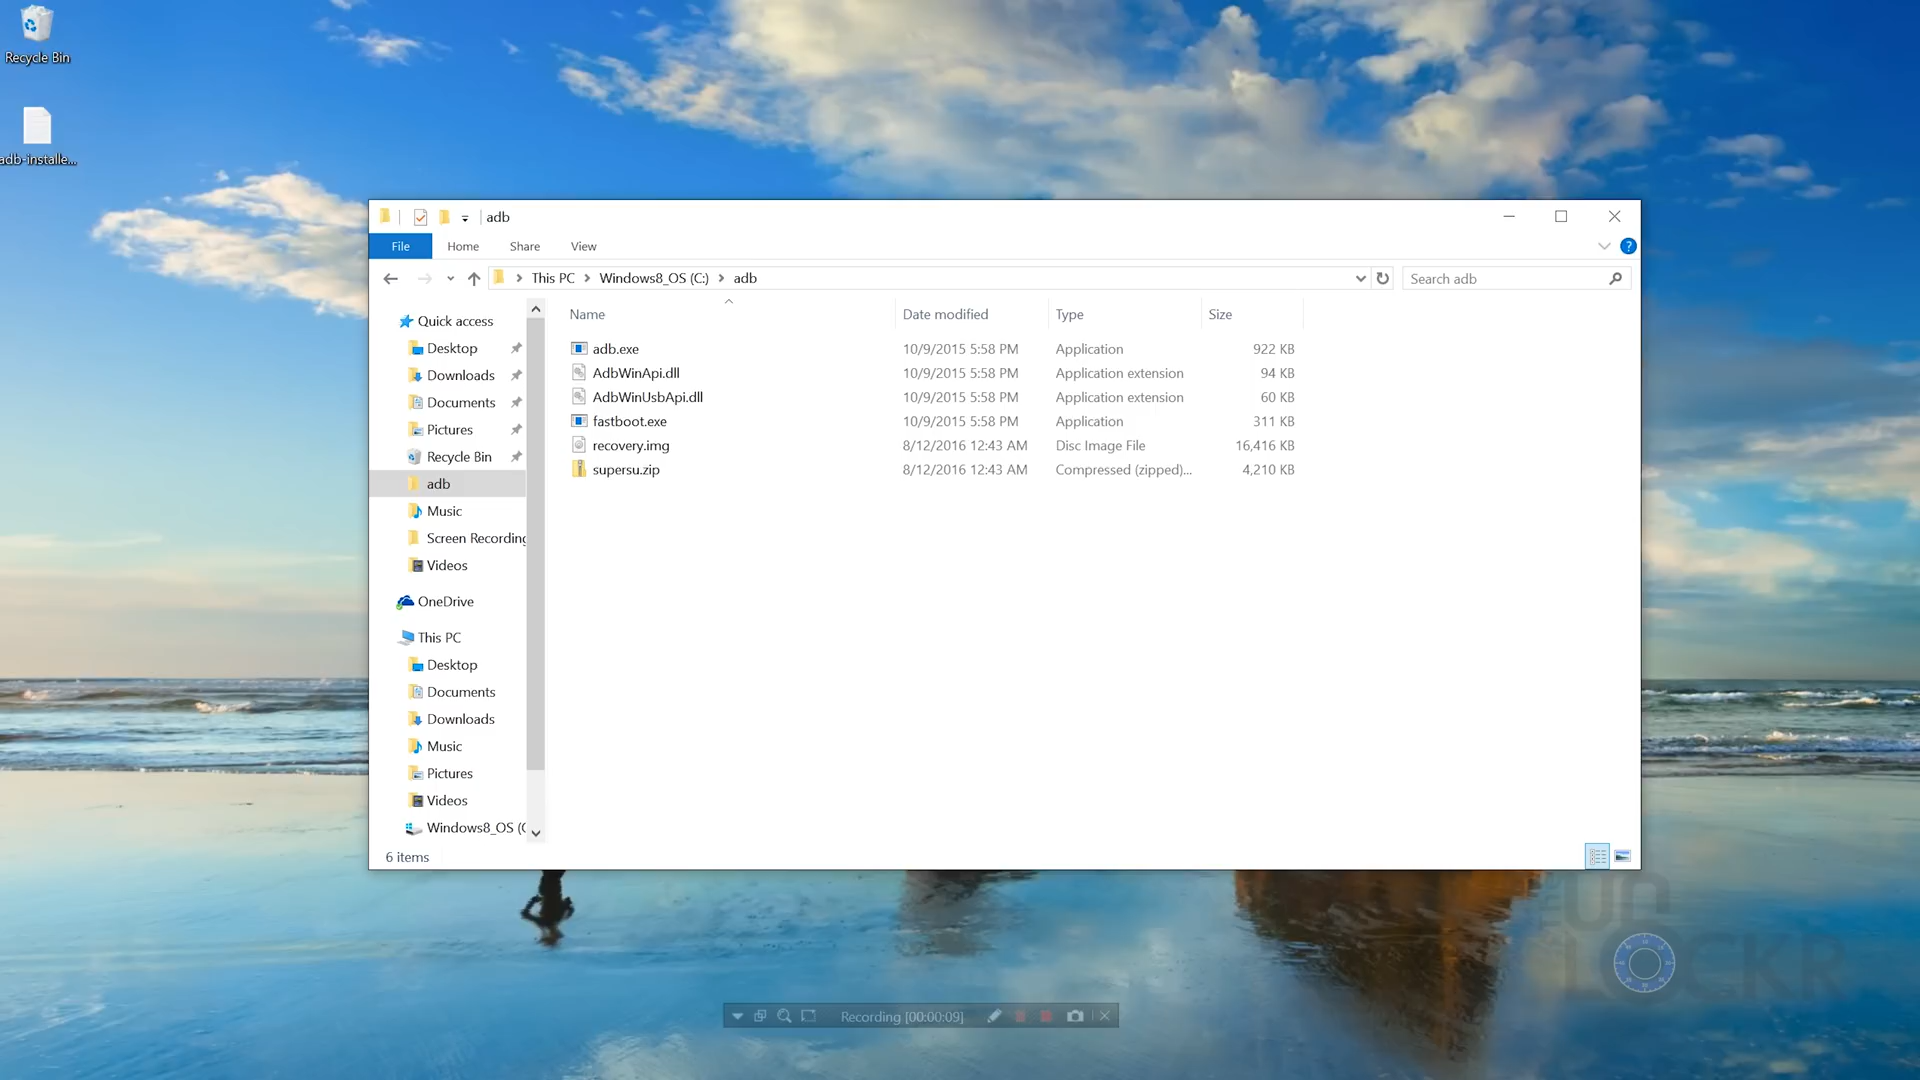 Recycle Bin
adb-installe...
adb
File Home Share View
This PC Windows8_OS (C:) adb
Search adb
Name Date modified Type Size
adb.exe 10/9/2015 5:58 PM Application 922 KB
AdbWinApi.dll 10/9/2015 5:58 PM Application extension 94 KB
AdbWinUsbApi.dll 10/9/2015 5:58 PM Application extension 60 KB
fastboot.exe 10/9/2015 5:58 PM Application 311 KB
recovery.img 8/12/2016 12:43 AM Disc Image File 16,416 KB
supersu.zip 8/12/2016 12:43 AM Compressed (zipped)... 4,210 KB
Quick access
Desktop
Downloads
Documents
Pictures
Recycle Bin
adb
Music
Screen Recording
Videos
OneDrive
This PC
Desktop
Documents
Downloads
Music
Pictures
Videos
Windows8_OS (C
6 items
THE
Un
LOCKR
Recording [00:00:09]